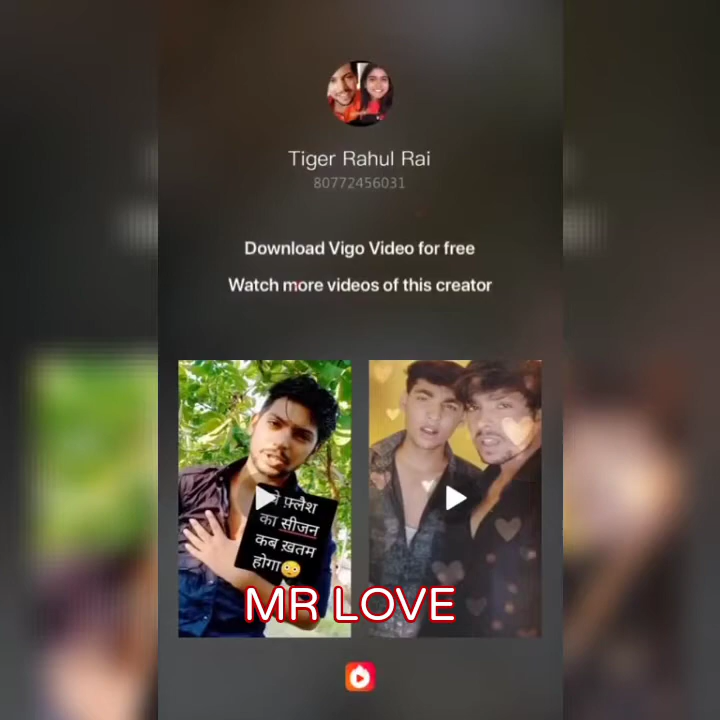 Tiger Rahul Rai
80772456031
Download Vigo Video for free
Watch more videos of this creator
फ़्लैश
का सीजन
कब ख़तम
होगा😳
MR LOVE